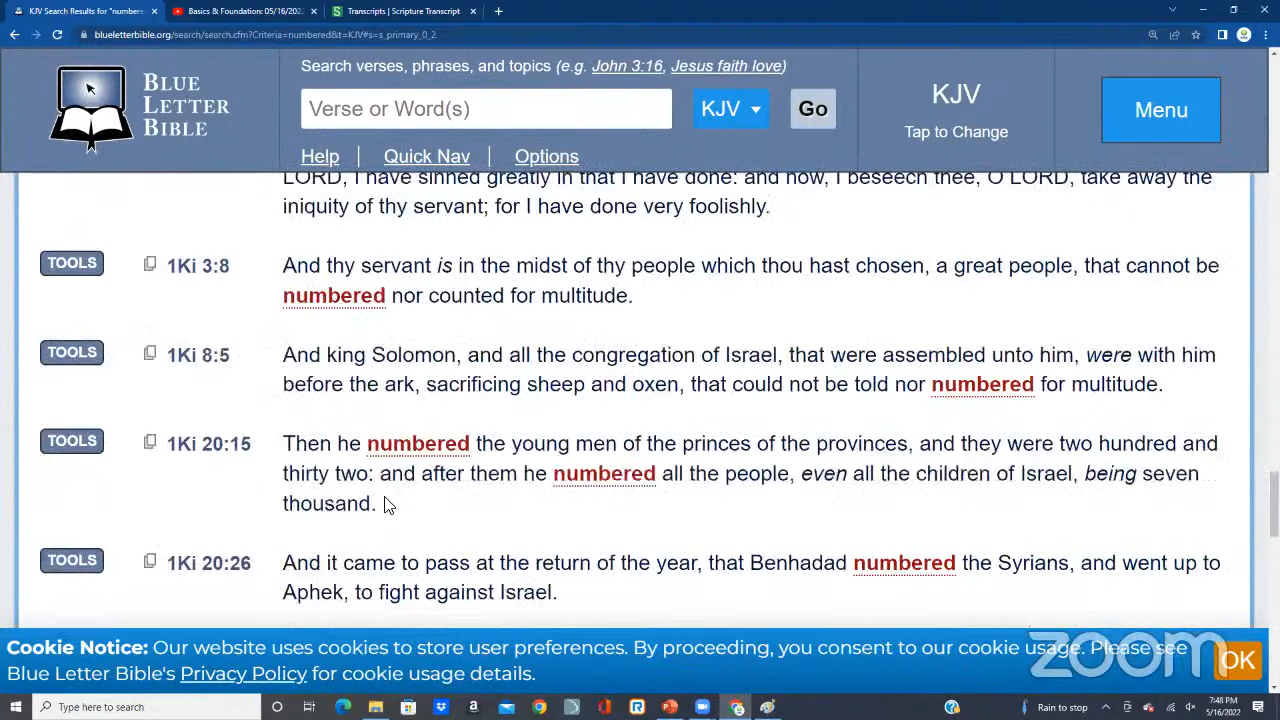 KJV Search Results for "numbere
Basics & Foundation: 05/16/202
Transcripts | Scripture Transcript
blueletterbible.org/search/search.cfm?Criteria=numbered&t=KJV#s=s_primary_0_2
BLUE
LETTER
BIBLE
Search verses, phrases, and topics (e.g. John 3:16, Jesus faith love)
Verse or Word(s)
KJV
Go
Help | Quick Nav | Options
KJV
Tap to Change
Menu
LORD, I have sinned greatly in that I have done: and now, I beseech thee, O LORD, take away the
iniquity of thy servant; for I have done very foolishly.
TOOLS 1Ki 3:8 And thy servant is in the midst of thy people which thou hast chosen, a great people, that cannot be
numbered nor counted for multitude.
TOOLS 1Ki 8:5 And king Solomon, and all the congregation of Israel, that were assembled unto him, were with him
before the ark, sacrificing sheep and oxen, that could not be told nor numbered for multitude.
TOOLS 1Ki 20:15 Then he numbered the young men of the princes of the provinces, and they were two hundred and
thirty two: and after them he numbered all the people, even all the children of Israel, being seven
thousand.
TOOLS 1Ki 20:26 And it came to pass at the return of the year, that Benhadad numbered the Syrians, and went up to
Aphek, to fight against Israel.
Cookie Notice: Our website uses cookies to store user preferences. By proceeding, you consent to our cookie usage. Please see
Blue Letter Bible's Privacy Policy for cookie usage details.
OK
zoom
Type here to search
Rain to stop
7:48 PM
5/16/2022